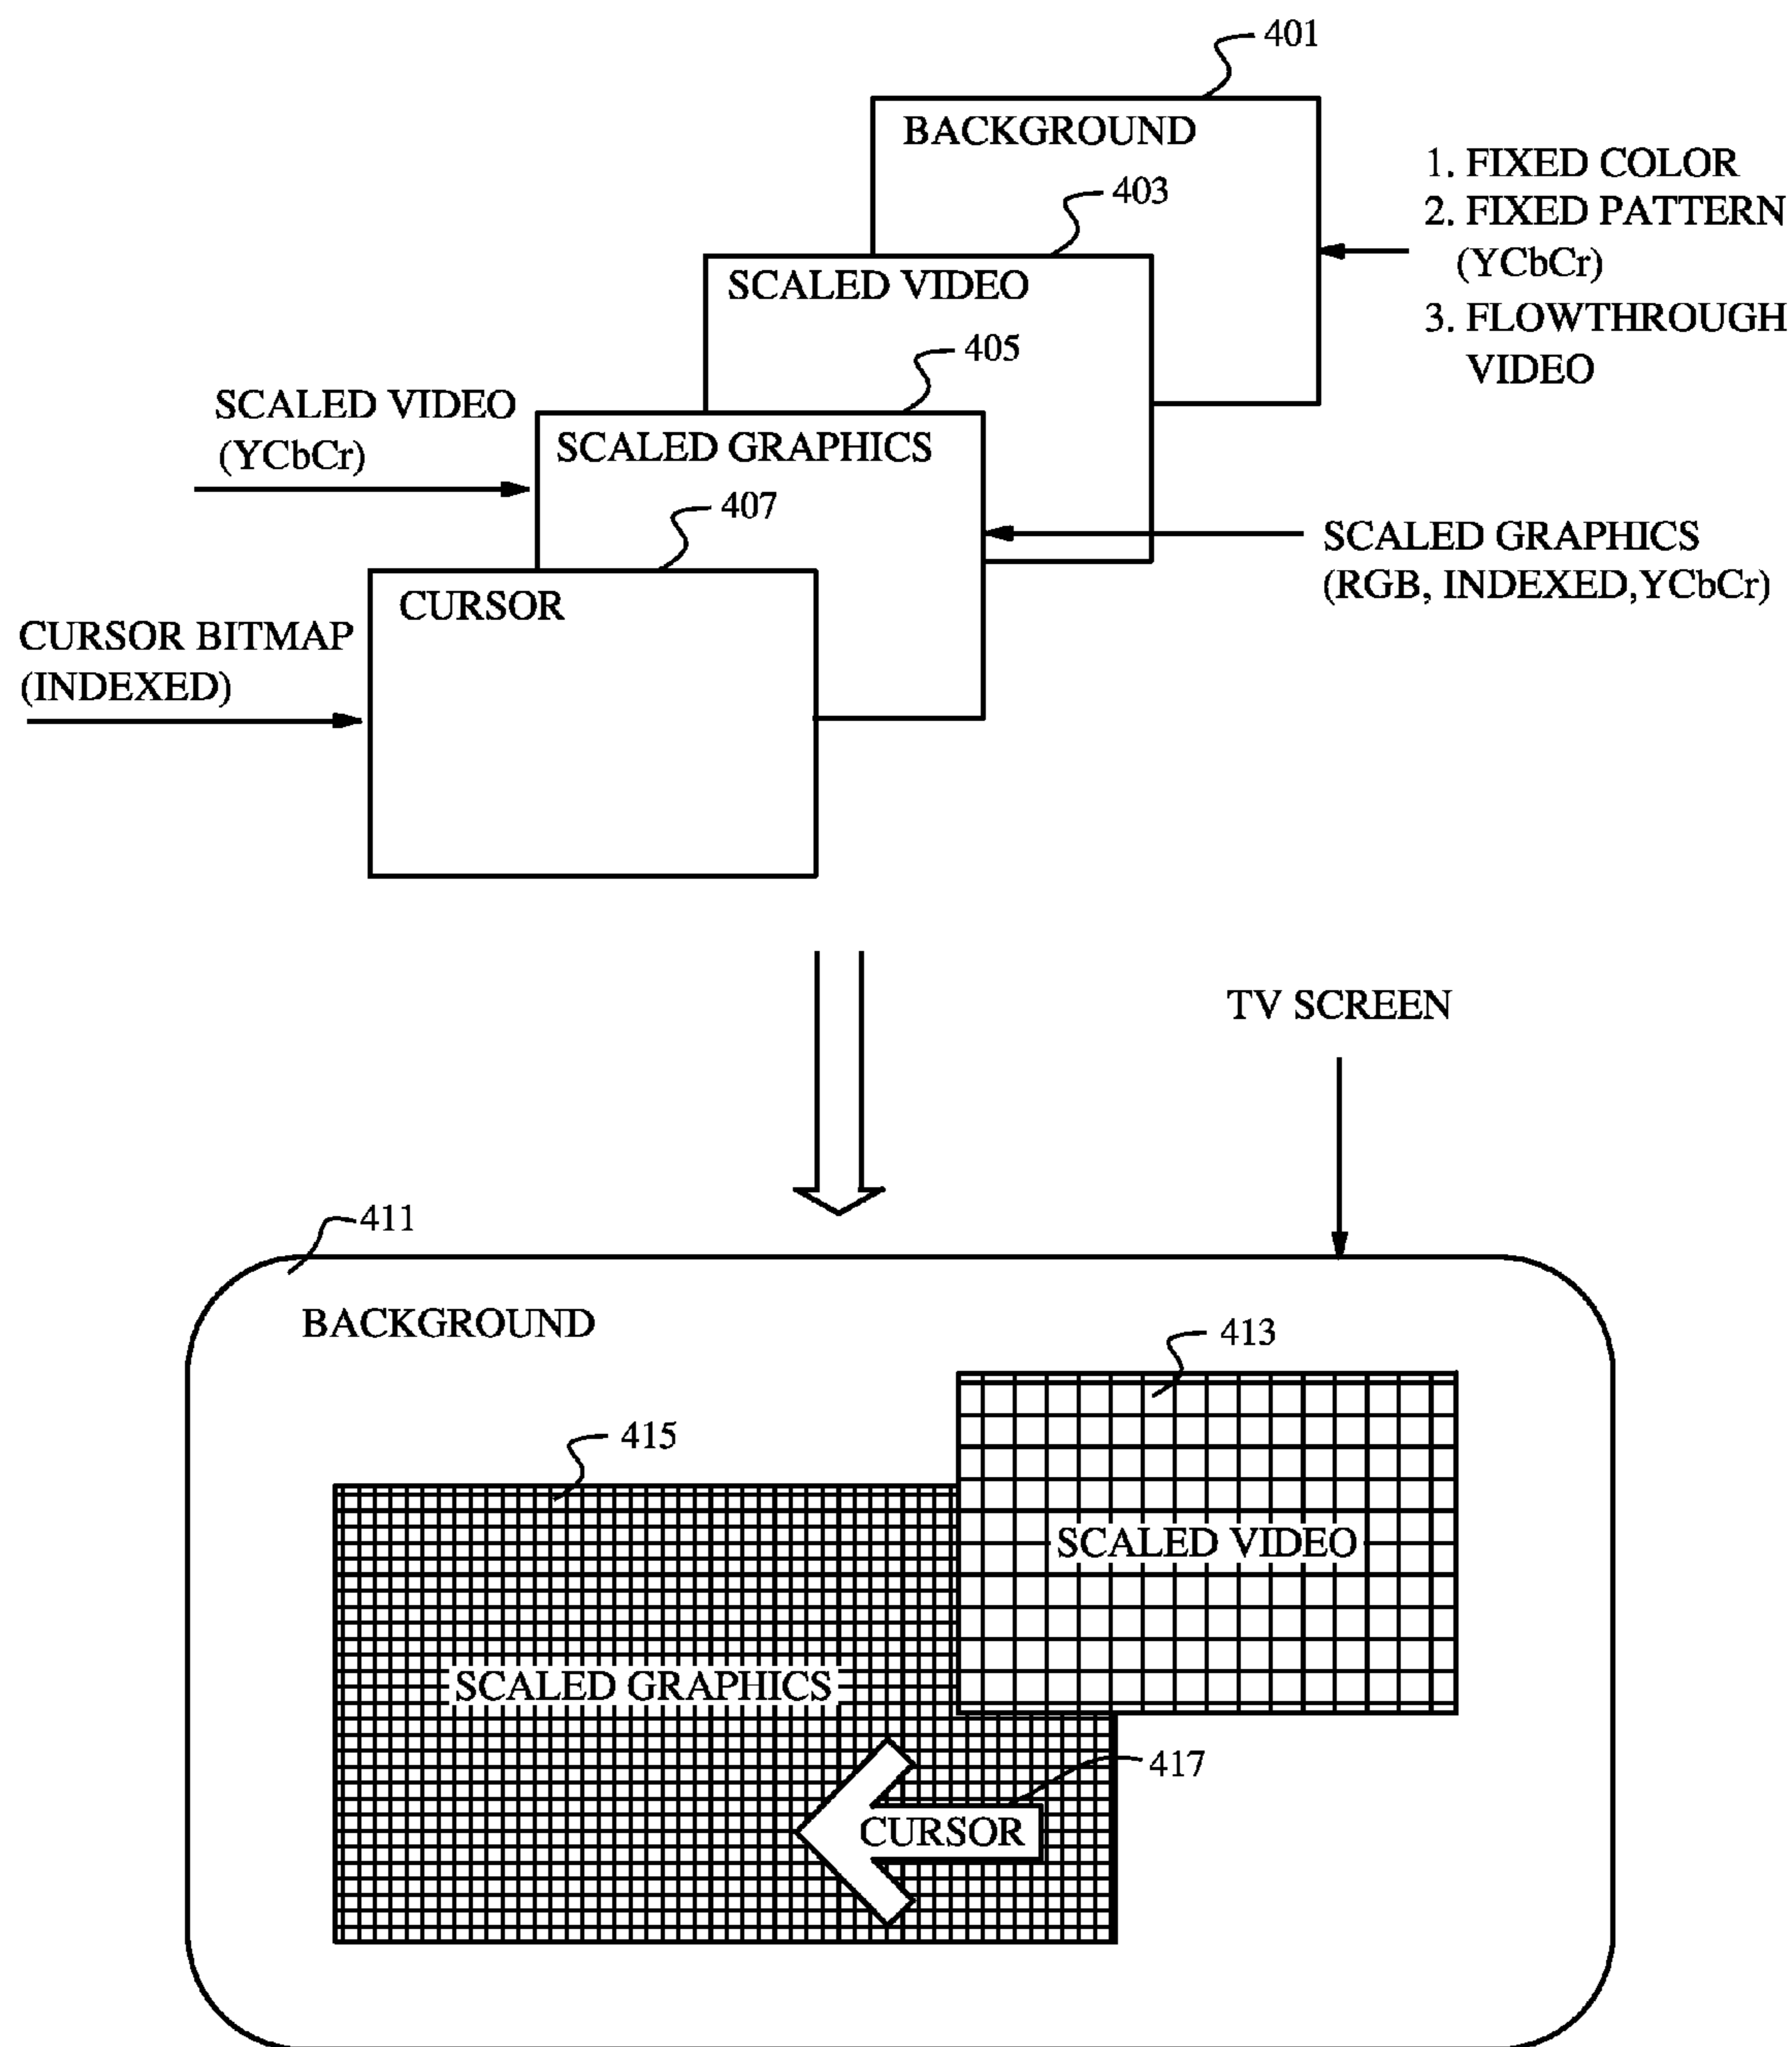 401
BACKGROUND
1. FIXED COLOR
2. FIXED PATTERN
(YCbCr)
3. FLOWTHROUGH
VIDEO
403
SCALED VIDEO
405
SCALED VIDEO
(YCbCr)
SCALED GRAPHICS
407
SCALED GRAPHICS
(RGB, INDEXED,YCbCr)
CURSOR
CURSOR BITMAP
(INDEXED)
TV SCREEN
411
BACKGROUND
413
415
SCALED VIDEO
SCALED GRAPHICS
417
CURSOR